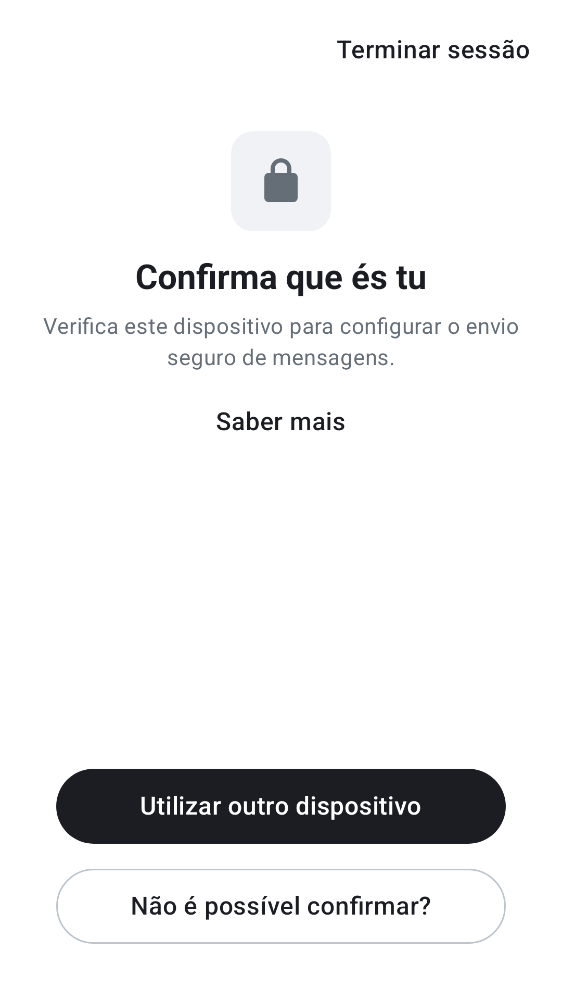 Terminar sessão
Confirma que és tu
Verifica este dispositivo para configurar o envio
seguro de mensagens.
Saber mais
Utilizar outro dispositivo
Não é possível confirmar?